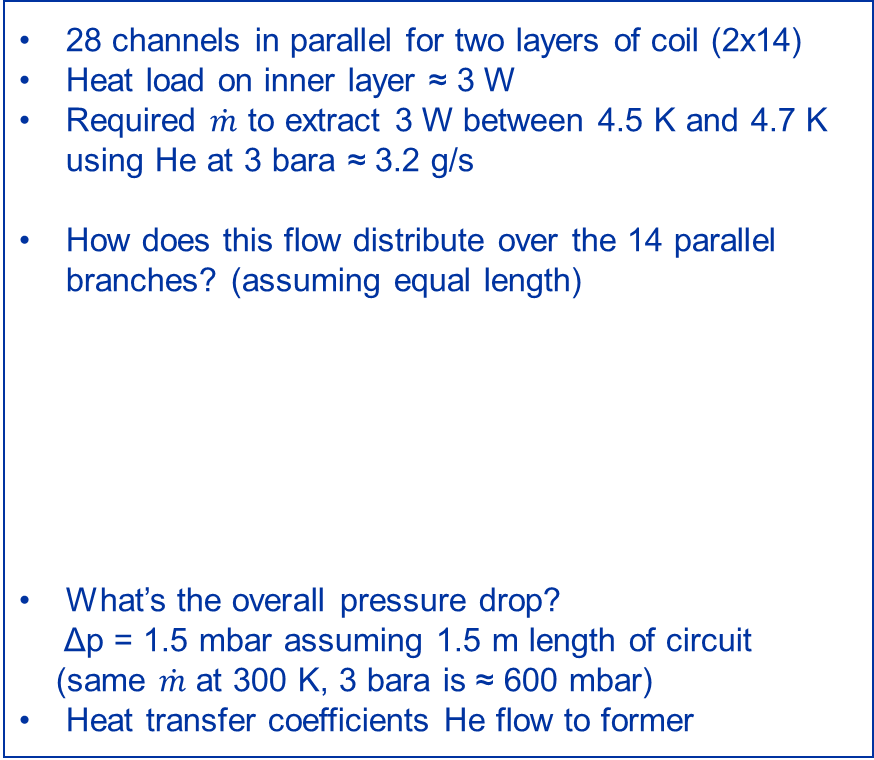 • 28 channels in parallel for two layers of coil (2x14)
• Heat load on inner layer ≈ 3 W
• Required ṁ to extract 3 W between 4.5 K and 4.7 K
using He at 3 bara ≈ 3.2 g/s
• How does this flow distribute over the 14 parallel
branches? (assuming equal length)
• What’s the overall pressure drop?
Δp = 1.5 mbar assuming 1.5 m length of circuit
(same ṁ at 300 K, 3 bara is ≈ 600 mbar)
• Heat transfer coefficients He flow to former